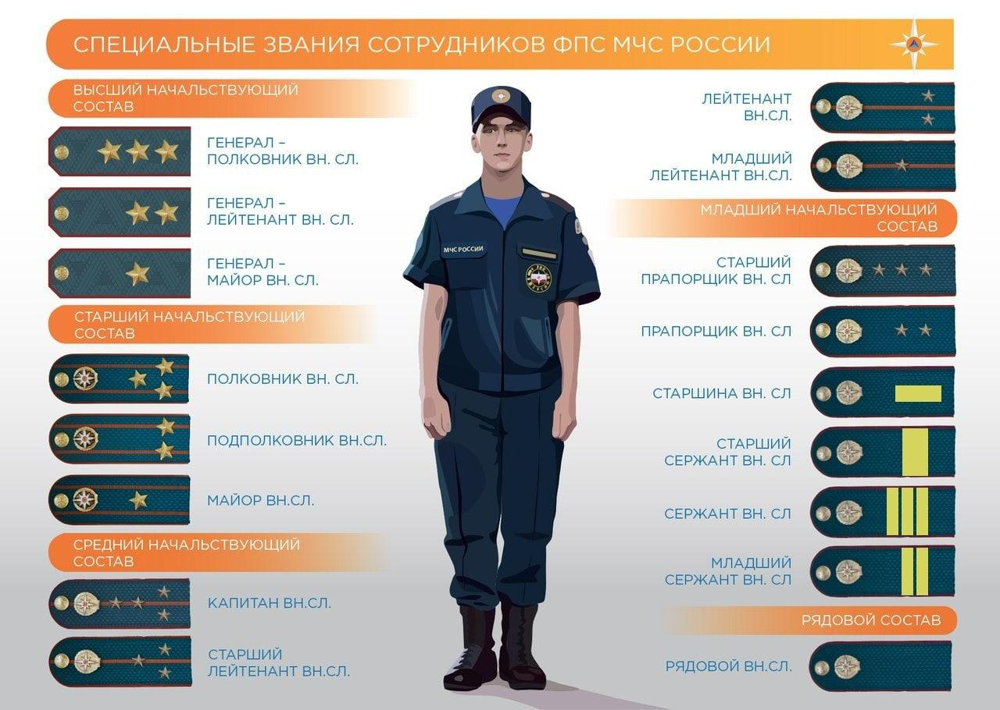 СПЕЦИАЛЬНЫЕ ЗВАНИЯ СОТРУДНИКОВ ФПС МЧС РОССИИ
ВЫСШИЙ НАЧАЛЬСТВУЮЩИЙ
СОСТАВ
ГЕНЕРАЛ –
ПОЛКОВНИК ВН. СЛ.
ГЕНЕРАЛ –
ЛЕЙТЕНАНТ ВН. СЛ.
ГЕНЕРАЛ –
МАЙОР ВН. СЛ.
СТАРШИЙ НАЧАЛЬСТВУЮЩИЙ
СОСТАВ
ПОЛКОВНИК ВН. СЛ.
ПОДПОЛКОВНИК ВН.СЛ.
МАЙОР ВН.СЛ.
СРЕДНИЙ НАЧАЛЬСТВУЮЩИЙ
СОСТАВ
КАПИТАН ВН.СЛ.
СТАРШИЙ
ЛЕЙТЕНАНТ ВН.СЛ.
МЧС РОССИИ
ЛЕЙТЕНАНТ
ВН.СЛ.
МЛАДШИЙ
ЛЕЙТЕНАНТ ВН.СЛ.
МЛАДШИЙ НАЧАЛЬСТВУЮЩИЙ
СОСТАВ
СТАРШИЙ
ПРАПОРЩИК ВН. СЛ
ПРАПОРЩИК ВН. СЛ
СТАРШИНА ВН. СЛ
СТАРШИЙ
СЕРЖАНТ ВН. СЛ
СЕРЖАНТ ВН. СЛ
МЛАДШИЙ
СЕРЖАНТ ВН. СЛ
РЯДОВОЙ СОСТАВ
РЯДОВОЙ ВН.СЛ.